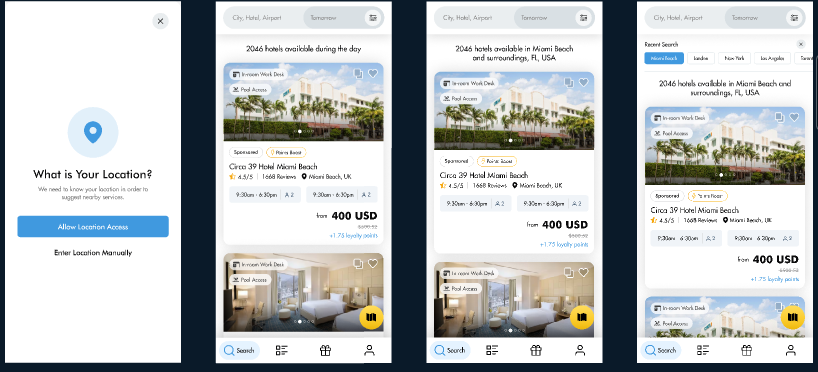 What is Your Location?
We need to know your location in order to
suggest nearby services.
Allow Location Access
Enter Location Manually
City, Hotel, Airport
Tomorrow
2046 hotels available during the day
In-room Work Desk
Pool Access
Sponsored
Points Boost
Circa 39 Hotel Miami Beach
4.5/5
1668 Reviews
Miami Beach, UK
9:30am - 6:30pm
2
9:30am - 6:30pm
2
from 400 USD
+1.75 loyalty points
In-room Work Desk
Pool Access
Search
City, Hotel, Airport
Tomorrow
2046 hotels available in Miami Beach
and surroundings, FL, USA
In-room Work Desk
Pool Access
Sponsored
Points Boost
Circa 39 Hotel Miami Beach
4.5/5
1668 Reviews
Miami Beach, UK
9:30am - 6:30pm
2
9:30am - 6:30pm
2
from 400 USD
+1.75 loyalty points
In-room Work Desk
Pool Access
Search
City, Hotel, Airport
Tomorrow
Recent Search
Miami Beach
London
New York
Los Angeles
2046 hotels available in Miami Beach and
surroundings, FL, USA
In-room Work Desk
Pool Access
Sponsored
Points Boost
Circa 39 Hotel Miami Beach
4.5/5
1668 Reviews
Miami Beach, UK
9:30am 6:30pm
2
9:30am 6:30pm
2
from 400 USD
+1.75 loyalty points
In-room Work Desk
Pool Access
Search